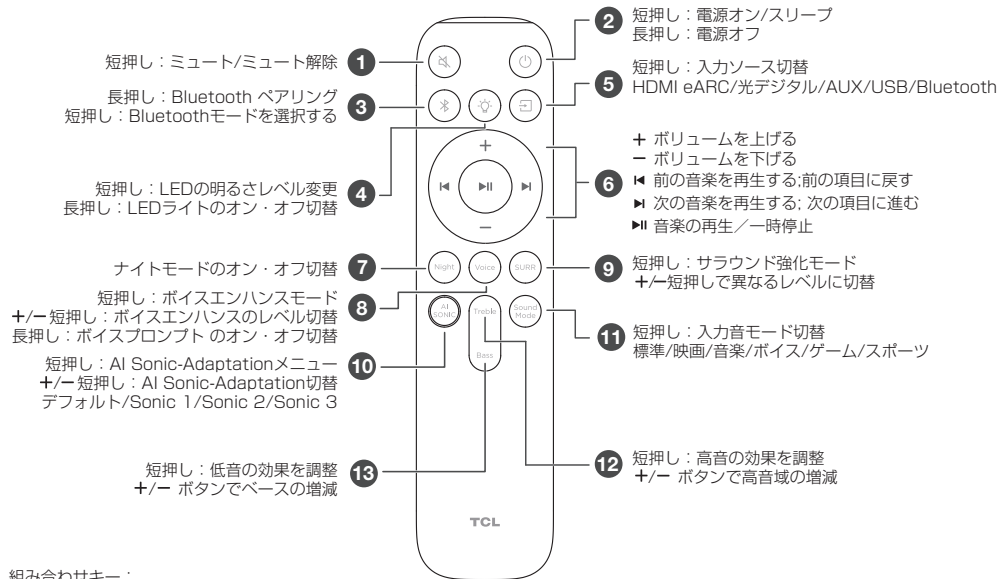 1
短押し：ミュート/ミュート解除
2
短押し：電源オン/スリープ
長押し：電源オフ
3
長押し：Bluetooth ペアリング
短押し：Bluetoothモードを選択する
4
短押し：LEDの明るさレベル変更
長押し：LEDライトのオン・オフ切替
5
短押し：入力ソース切替
HDMI eARC/光デジタル/AUX/USB/Bluetooth
6
+ ボリュームを上げる
− ボリュームを下げる
前の音楽を再生する;前の項目に戻す
次の音楽を再生する; 次の項目に進む
音楽の再生／一時停止
7
ナイトモードのオン・オフ切替
8
短押し：ボイスエンハンスモード
+/−短押し：ボイスエンハンスのレベル切替
長押し：ボイスプロンプト のオン・オフ切替
9
短押し：サラウンド強化モード
+/−短押しで異なるレベルに切替
10
短押し：AI Sonic-Adaptationメニュー
+/−短押し：AI Sonic-Adaptation切替
デフォルト/Sonic 1/Sonic 2/Sonic 3
11
短押し：入力音モード切替
標準/映画/音楽/ボイス/ゲーム/スポーツ
12
短押し：高音の効果を調整
+/− ボタンで高音域の増減
13
短押し：低音の効果を調整
+/− ボタンでベースの増減
+
−
Night
Voice
SURR
AI
SONIC
Treble
Sound
Mode
Bass
TCL
組み合わせキー：